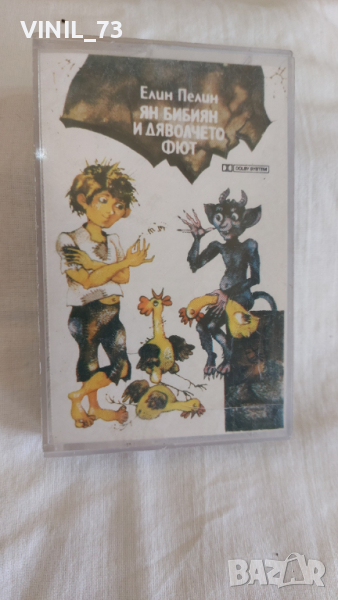 VINIL_73
Елин Пелин
ЯН БИБИЯН
И ДЯВОЛЧЕТО
ФЮТ
DOLBY SYSTEM
BAZAR